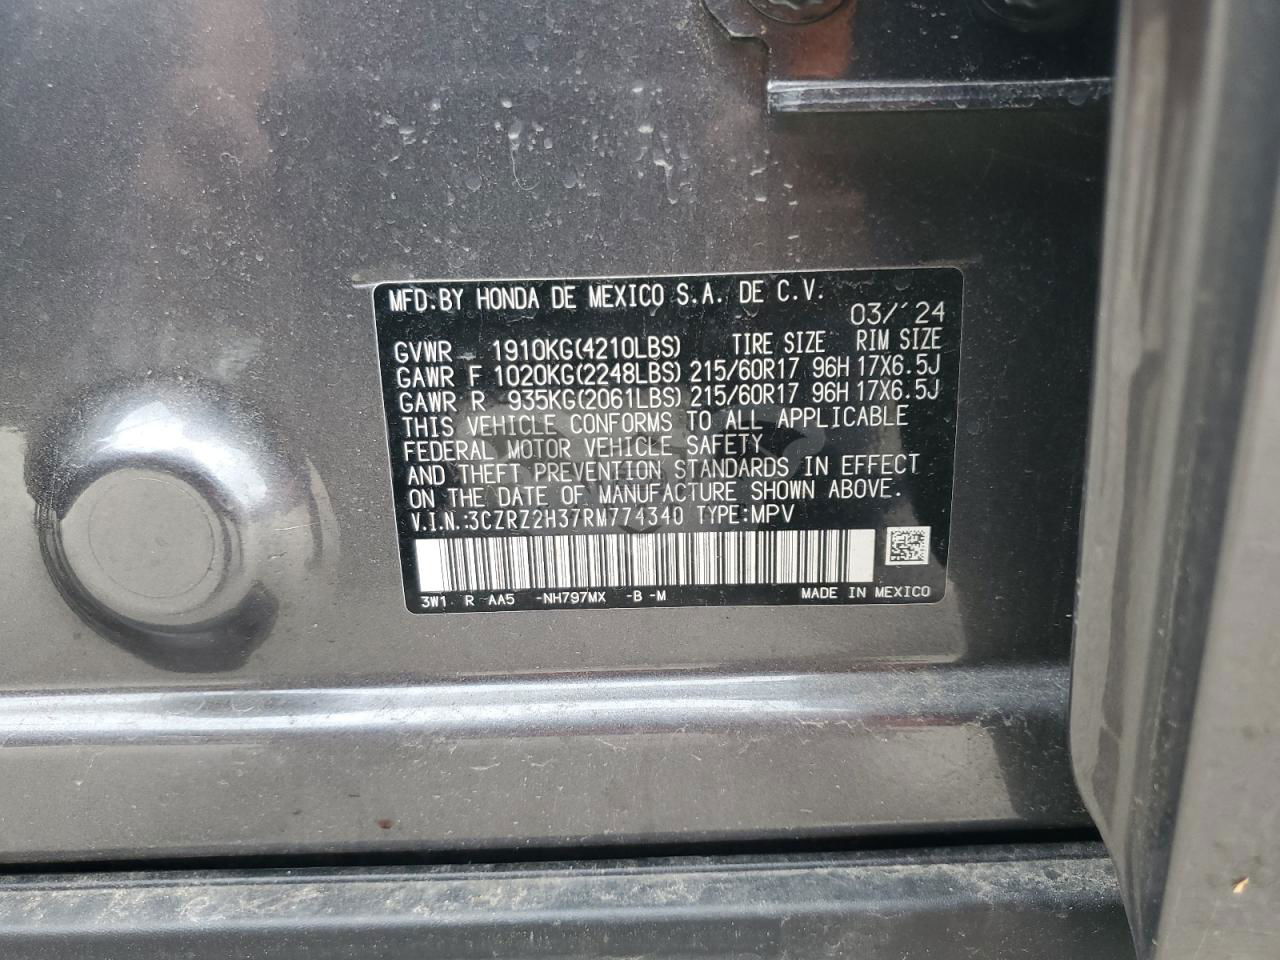 MFD.BY HONDA DE MEXICO S.A. DE C.V.
03/'24
GVWR 1910KG(4210LBS) TIRE SIZE RIM SIZE
GAWR F 1020KG(2248LBS) 215/60R17 96H 17X6.5J
GAWR R 935KG(2061LBS) 215/60R17 96H 17X6.5J
THIS VEHICLE CONFORMS TO ALL APPLICABLE
FEDERAL MOTOR VEHICLE SAFETY
AND THEFT PREVENTION STANDARDS IN EFFECT
ON THE DATE OF MANUFACTURE SHOWN ABOVE.
V.I.N.:3CZRZ2H37RM774340 TYPE:MPV
3W1 R AA5 -NH797MX -B -M MADE IN MEXICO